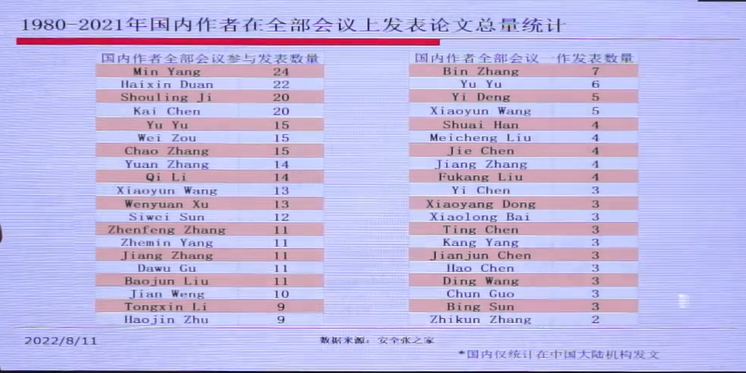 1980-2021年国内作者在全部会议上发表论文总量统计
国内作者全部会议参与发表数量
Min Yang 24
Haixin Duan 22
Shouling Ji 20
Kai Chen 20
Yu Yu 15
Wei Zou 15
Chao Zhang 15
Yuan Zhang 14
Qi Li 14
Xiaoyun Wang 13
Wenyuan Xu 13
Siwei Sun 12
Zhenfeng Zhang 11
Zhemin Yang 11
Jiang Zhang 11
Dawu Gu 11
Baojun Liu 11
Jian Weng 10
Tongxin Li 9
Haojin Zhu 9
国内作者全部会议一作发表数量
Bin Zhang 7
Yu Yu 6
Yi Deng 5
Xiaoyun Wang 5
Shuai Han 4
Meicheng Liu 4
Jie Chen 4
Jiang Zhang 4
Fukang Liu 4
Yi Chen 3
Xiaoyang Dong 3
Xiaolong Bai 3
Ting Chen 3
Kang Yang 3
Jianjun Chen 3
Hao Chen 3
Ding Wang 3
Chun Guo 3
Bing Sun 3
Zhikun Zhang 2
2022/8/11
数据来源：安全张之家
*国内仅统计在中国大陆机构发文